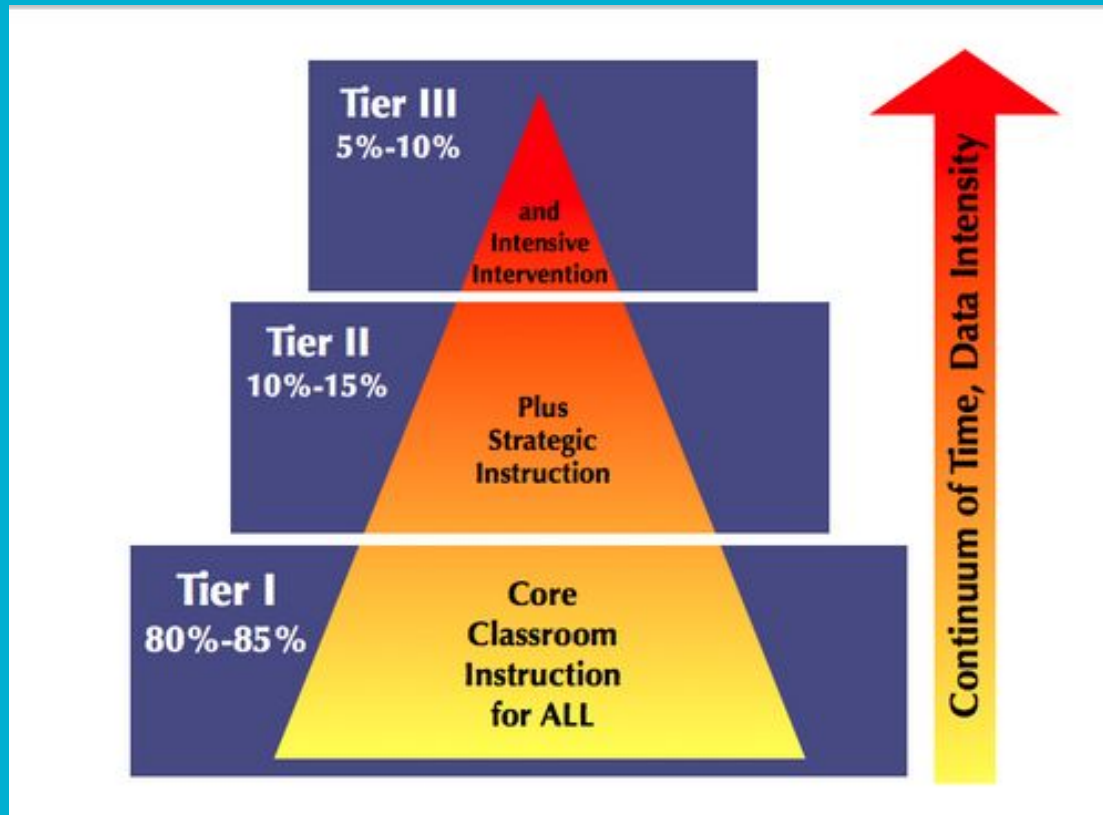 Tier III
5%-10%
and
Intensive
Intervention
Tier II
10%-15%
Plus
Strategic
Instruction
Tier I
80%-85%
Core
Classroom
Instruction
for ALL
Continuum of Time, Data Intensity